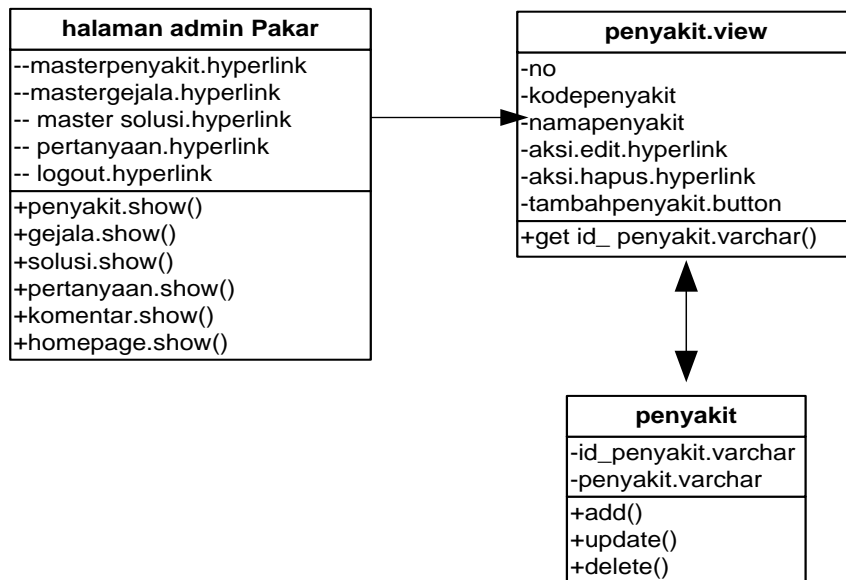 halaman admin Pakar
--masterpenyakit.hyperlink
--mastergejala.hyperlink
-- master solusi.hyperlink
-- pertanyaan.hyperlink
-- logout.hyperlink
+penyakit.show()
+gejala.show()
+solusi.show()
+pertanyaan.show()
+komentar.show()
+homepage.show()
penyakit.view
-no
-kodepenyakit
-namapenyakit
-aksi.edit.hyperlink
-aksi.hapus.hyperlink
-tambahpenyakit.button
+get id_ penyakit.varchar()
penyakit
-id_penyakit.varchar
-penyakit.varchar
+add()
+update()
+delete()